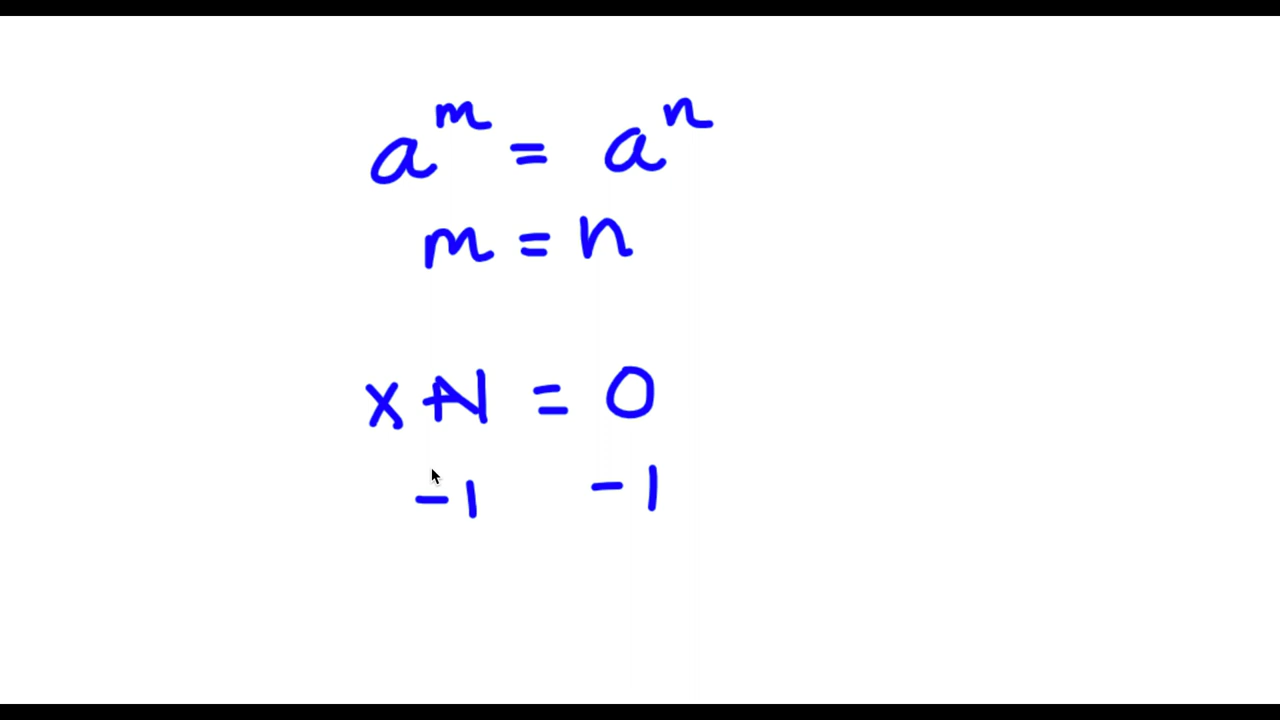 a^m = a^n
m = n
x + 1 = 0
- 1 - 1